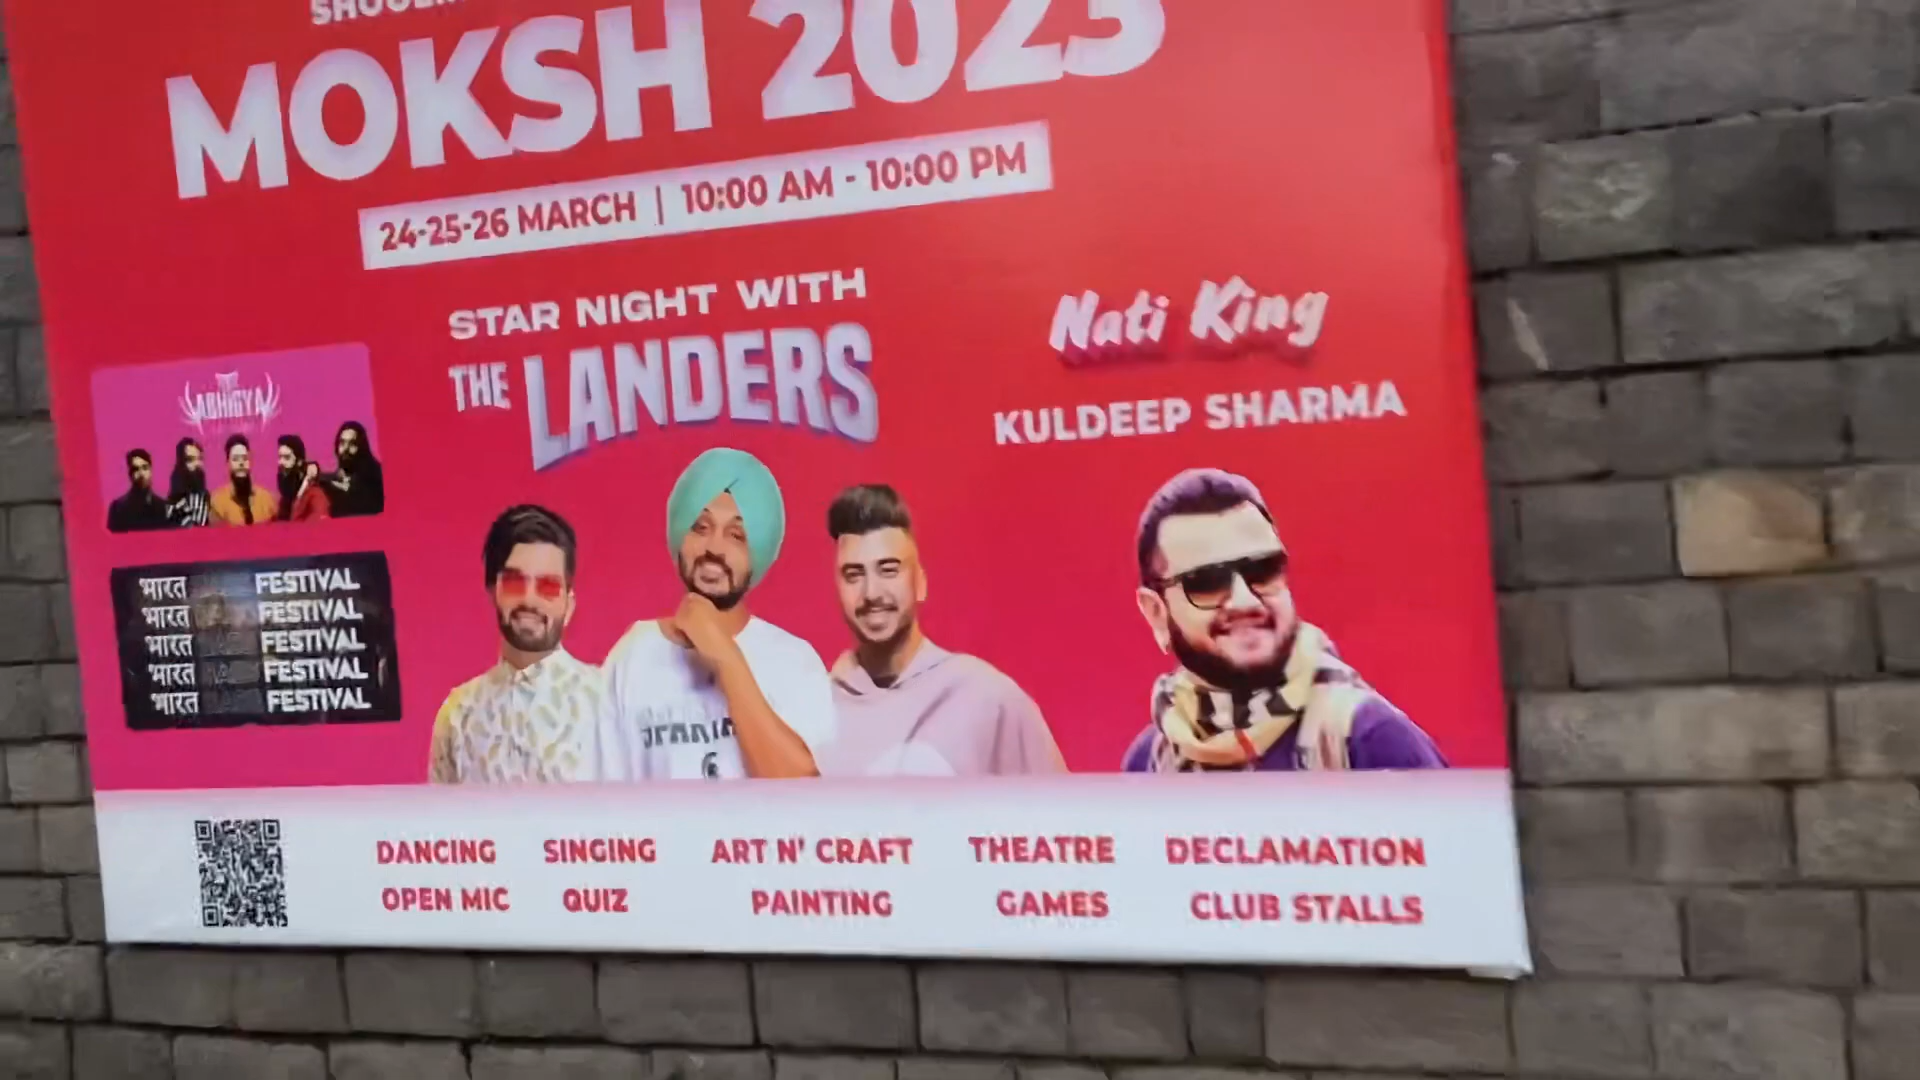 MOKSH 2023
24-25-26 MARCH | 10:00 AM - 10:00 PM
STAR NIGHT WITH
THE LANDERS
Nati King
KULDEEP SHARMA
ABHIGYA
भारत FESTIVAL
भारत FESTIVAL
भारत FESTIVAL
भारत FESTIVAL
भारत FESTIVAL
DANCING SINGING ART N' CRAFT THEATRE DECLAMATION
OPEN MIC QUIZ PAINTING GAMES CLUB STALLS